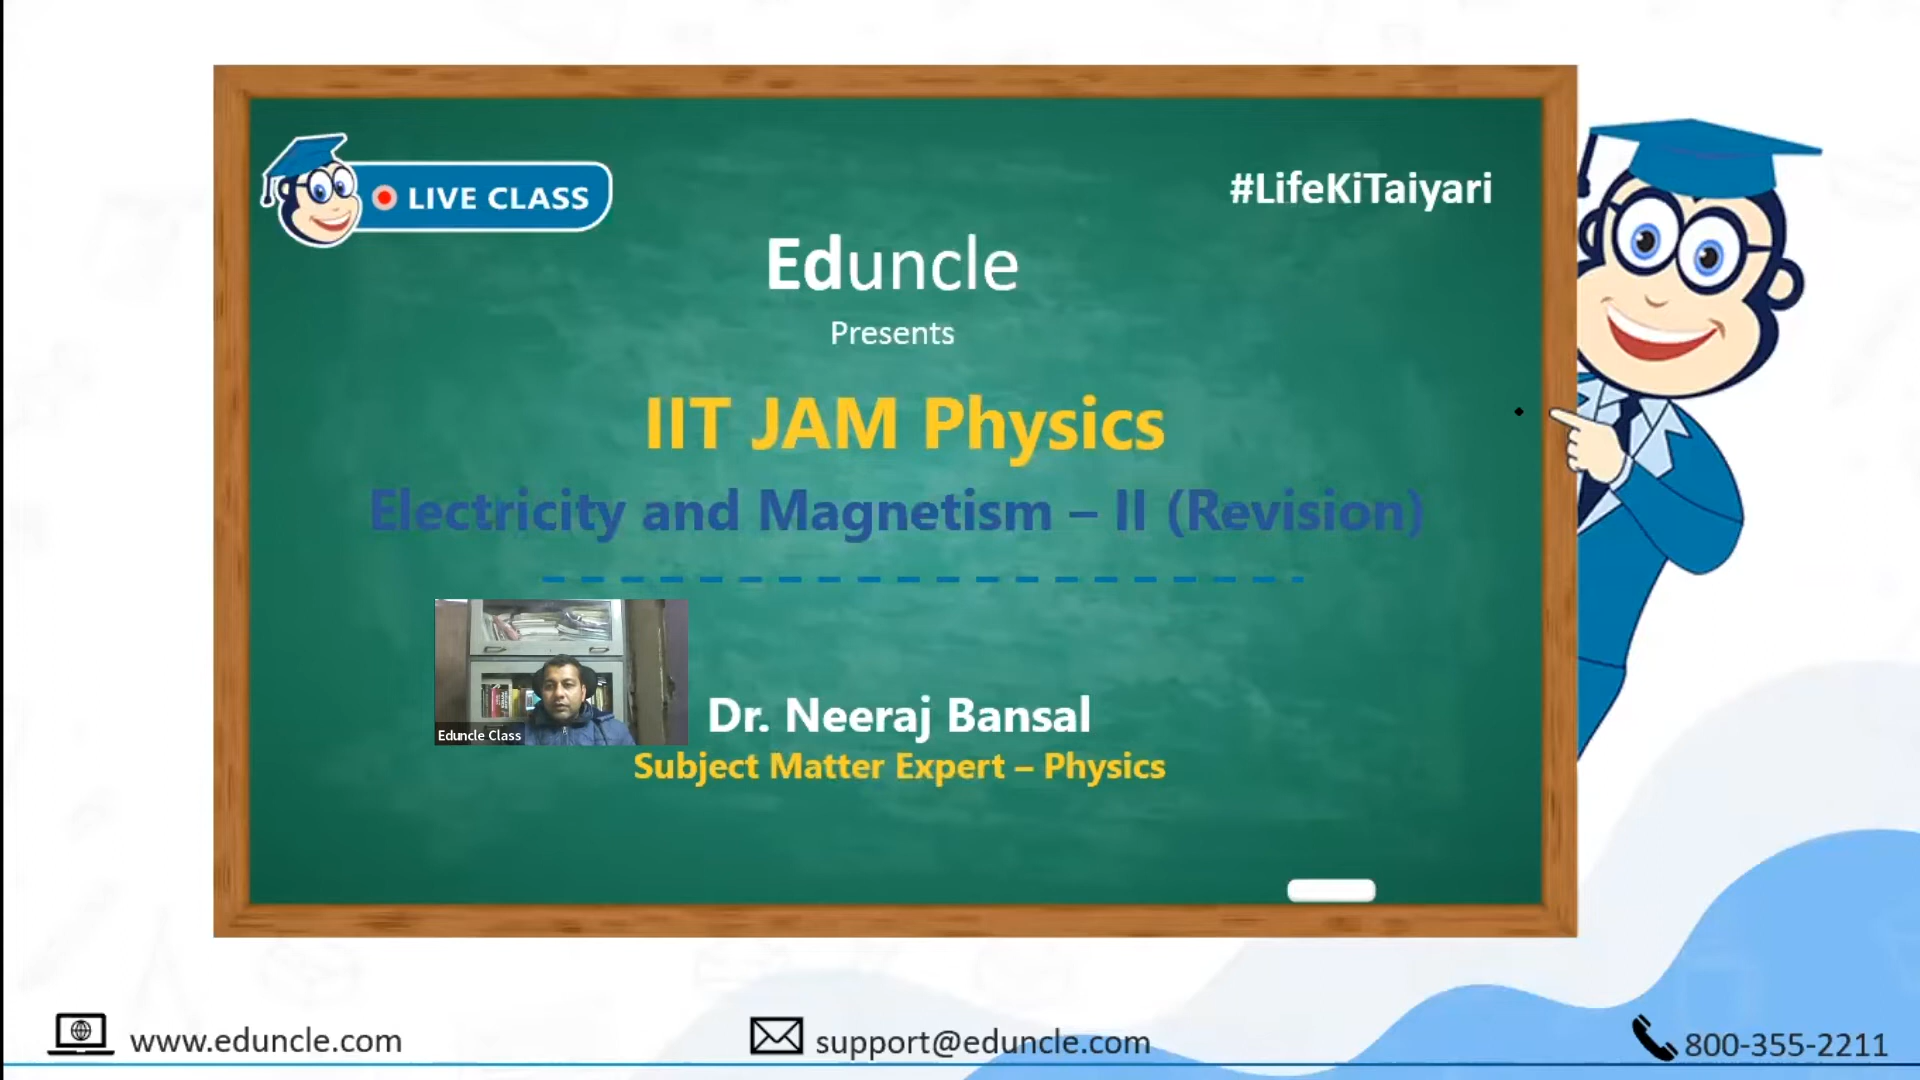 LIVE CLASS
#LifeKiTaiyari
Eduncle
Presents
IIT JAM Physics
Electricity and Magnetism – II (Revision)
Eduncle Class
Dr. Neeraj Bansal
Subject Matter Expert – Physics
www.eduncle.com
support@eduncle.com
800-355-2211